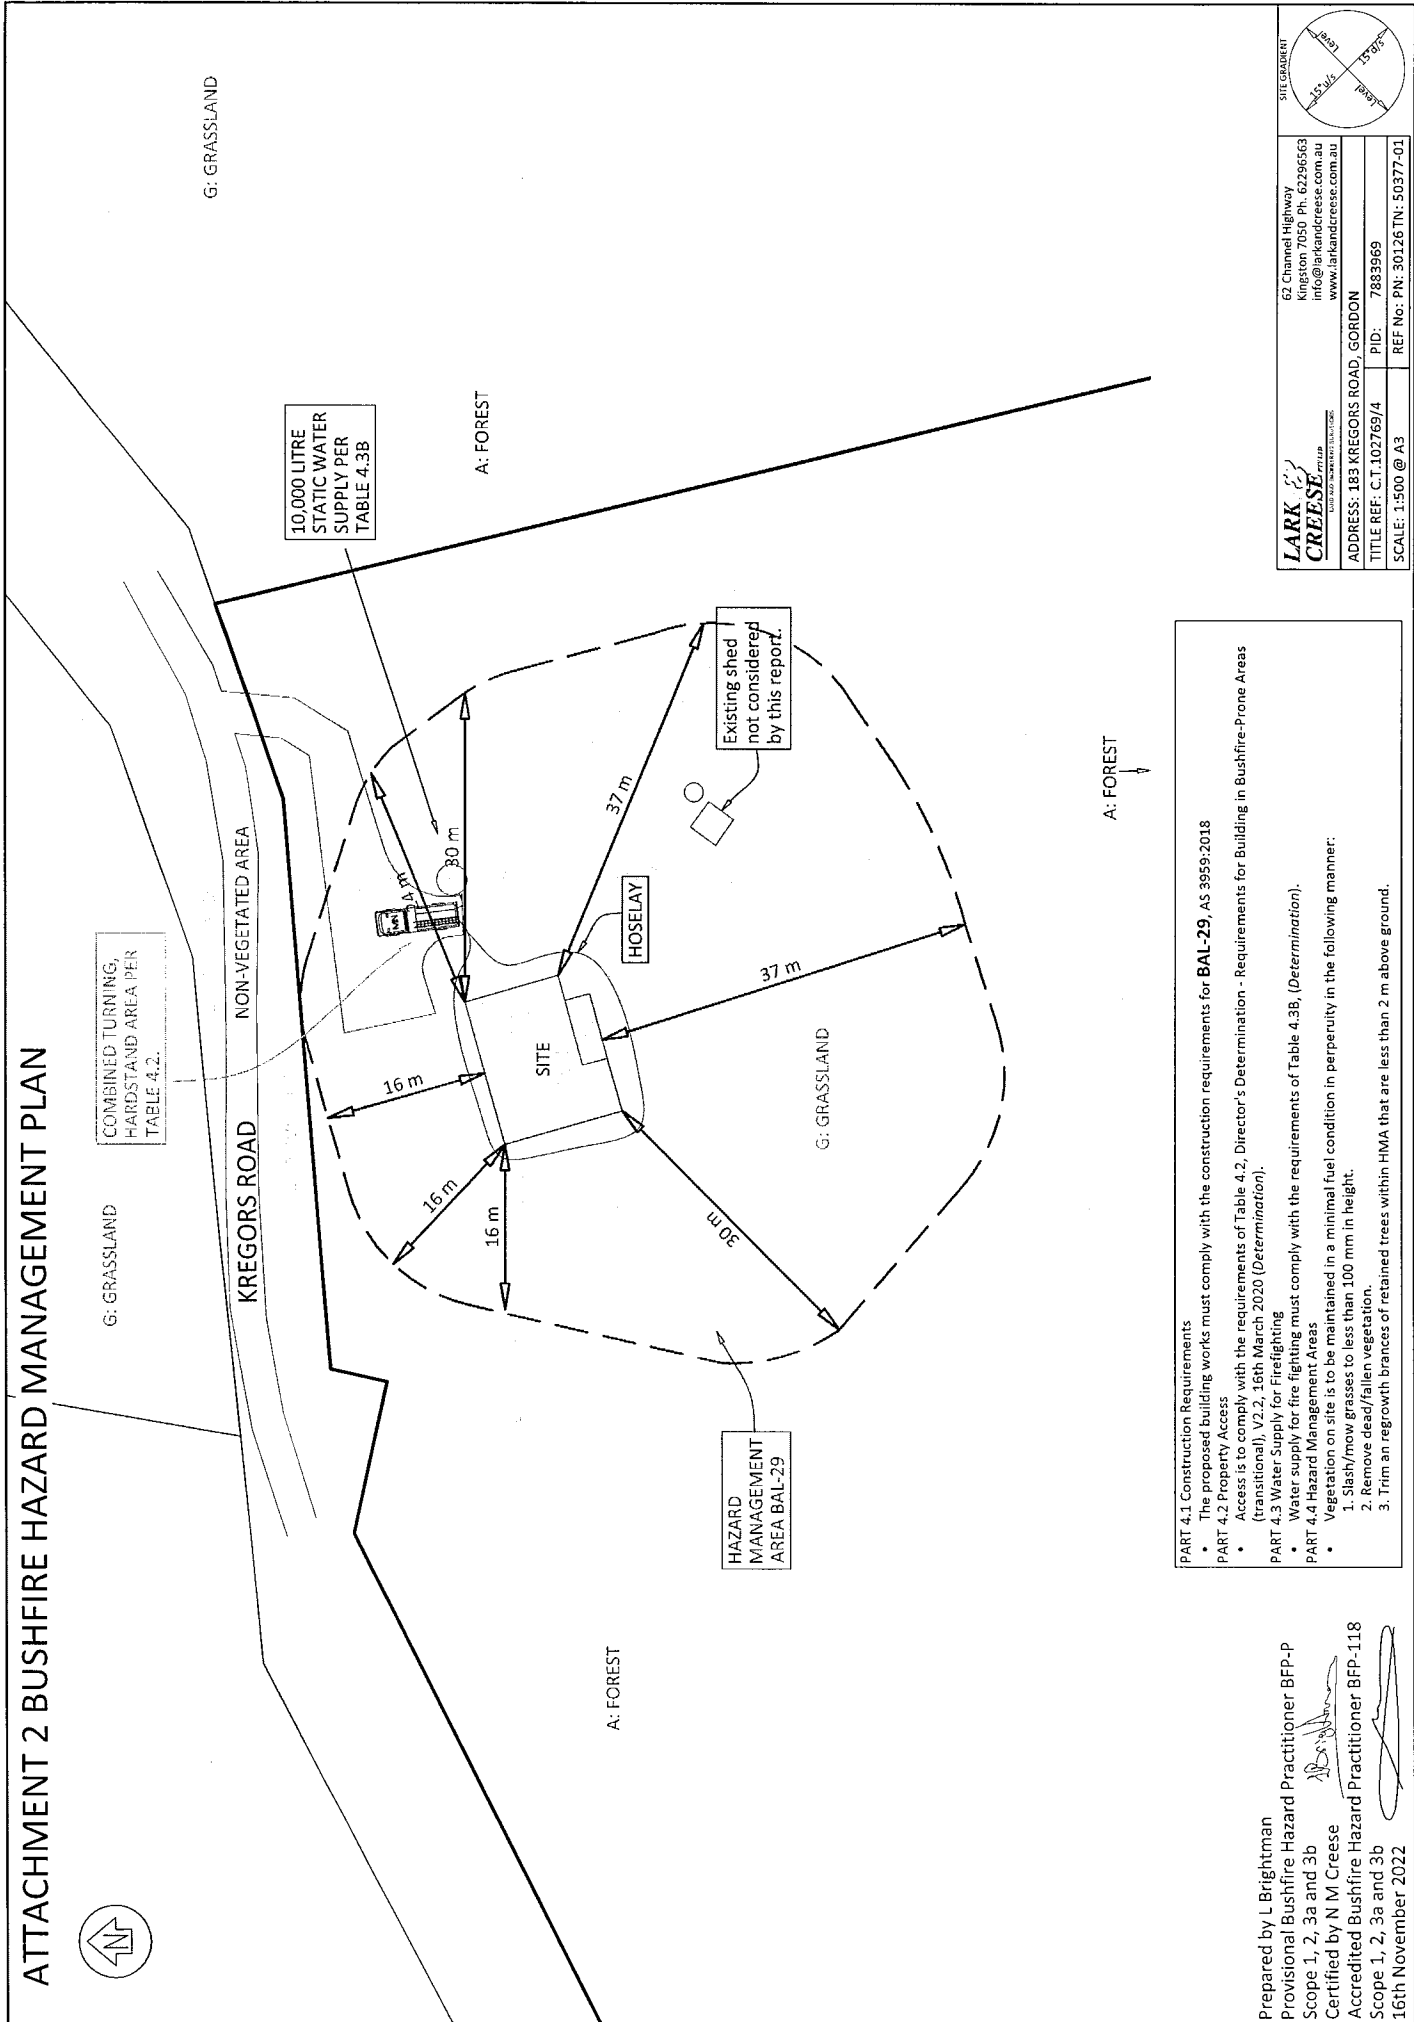 ATTACHMENT 2 BUSHFIRE HAZARD MANAGEMENT PLAN
N
G: GRASSLAND
COMBINED TURNING,
HARDSTAND AREA PER
TABLE 4.2.
G: GRASSLAND
KREGORS ROAD
NON-VEGETATED AREA
10,000 LITRE
STATIC WATER
SUPPLY PER
TABLE 4.3B
A: FOREST
16 m
16 m
16 m
30 m
37 m
37 m
30 m
SITE
HOSELAY
Existing shed
not considered
by this report.
G: GRASSLAND
HAZARD
MANAGEMENT
AREA BAL-29
A: FOREST
A: FOREST
Prepared by L Brightman
Provisional Bushfire Hazard Practitioner BFP-P
Scope 1, 2, 3a and 3b
Certified by N M Creese
Accredited Bushfire Hazard Practitioner BFP-118
Scope 1, 2, 3a and 3b
16th November 2022
PART 4.1 Construction Requirements
• The proposed building works must comply with the construction requirements for BAL-29, AS 3959:2018
PART 4.2 Property Access
• Access is to comply with the requirements of Table 4.2, Director's Determination - Requirements for Building in Bushfire-Prone Areas
(transitional), V2.2, 16th March 2020 (Determination).
PART 4.3 Water Supply for Firefighting
• Water supply for fire fighting must comply with the requirements of Table 4.3B, (Determination).
PART 4.4 Hazard Management Areas
• Vegetation on site is to be maintained in a minimal fuel condition in perperuity in the following manner:
1. Slash/mow grasses to less than 100 mm in height.
2. Remove dead/fallen vegetation.
3. Trim an regrowth brances of retained trees within HMA that are less than 2 m above ground.
LARK &
CREESE PTY LTD
62 Channel Highway
Kingston 7050 Ph. 62296563
info@larkandcreese.com.au
www.larkandcreese.com.au
ADDRESS: 183 KREGORS ROAD, GORDON
TITLE REF: C.T.102769/4
PID: 7883969
SCALE: 1:500 @ A3
REF No: PN: 30126 TN: 50377-01
SITE GRADIENT
15°u/s
Level
Level
15°d/s